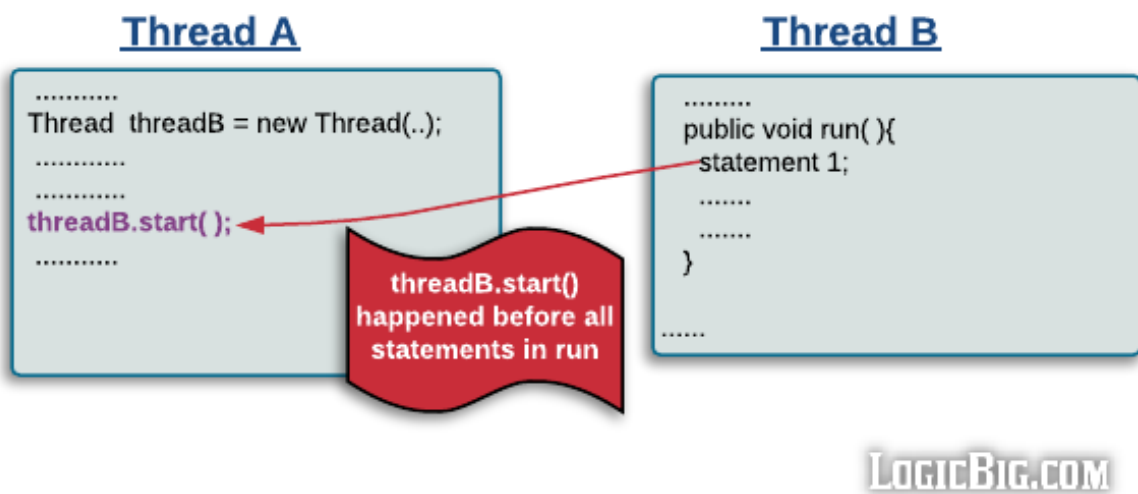 Thread A
...........
Thread threadB = new Thread(..);
............
............
threadB.start( );
...........
Thread B
.........
public void run( ){
statement 1;
.......
.......
}
......
threadB.start()
happened before all
statements in run
LogicBig.com